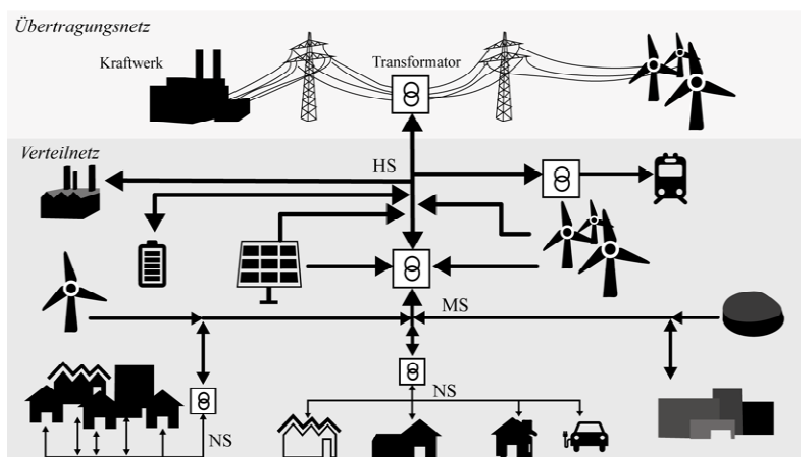 Übertragungsnetz
Kraftwerk
Transformator
Verteilnetz
HS
MS
NS
NS